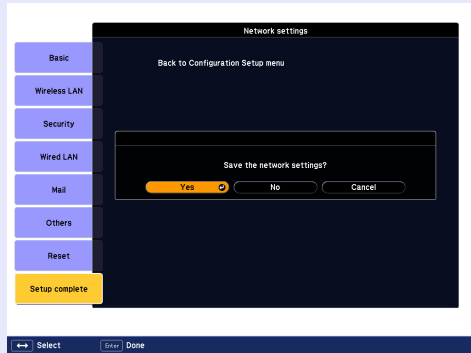 Network settings
Basic
Back to Configuration Setup menu
Wireless LAN
Security
Wired LAN
Save the network settings?
Mail
Yes No Cancel
Others
Reset
Setup complete
Select Enter Done